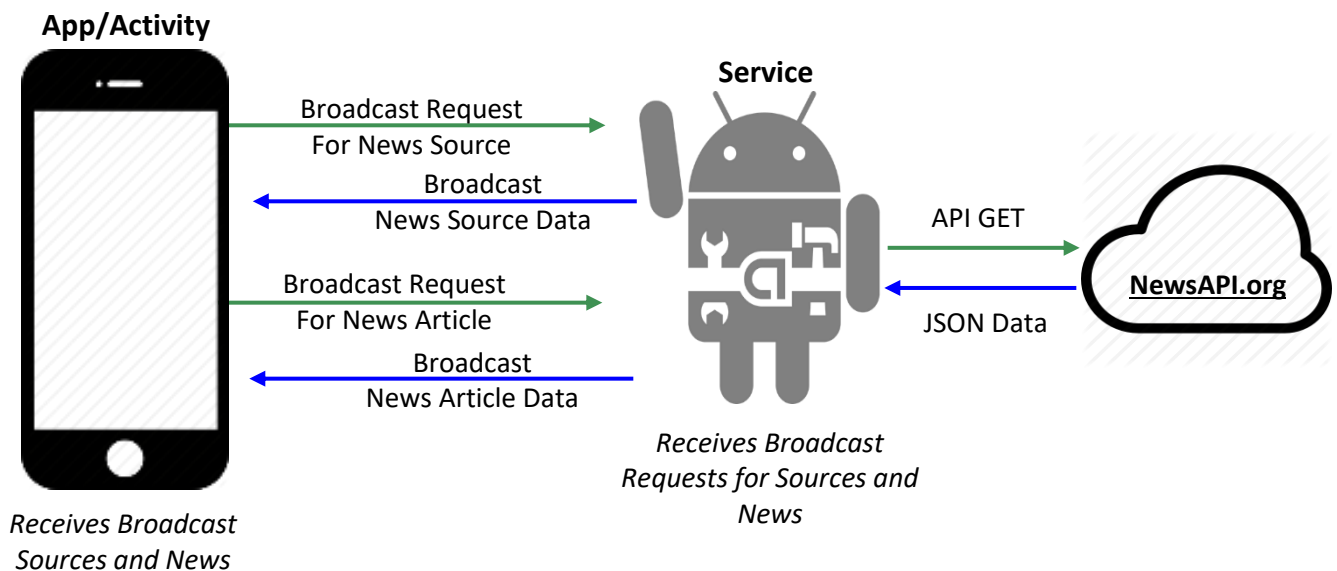 App/Activity
Broadcast Request
For News Source
Broadcast
News Source Data
Broadcast Request
For News Article
Broadcast
News Article Data
Receives Broadcast
Sources and News
Service
Receives Broadcast
Requests for Sources and
News
API GET
JSON Data
NewsAPI.org